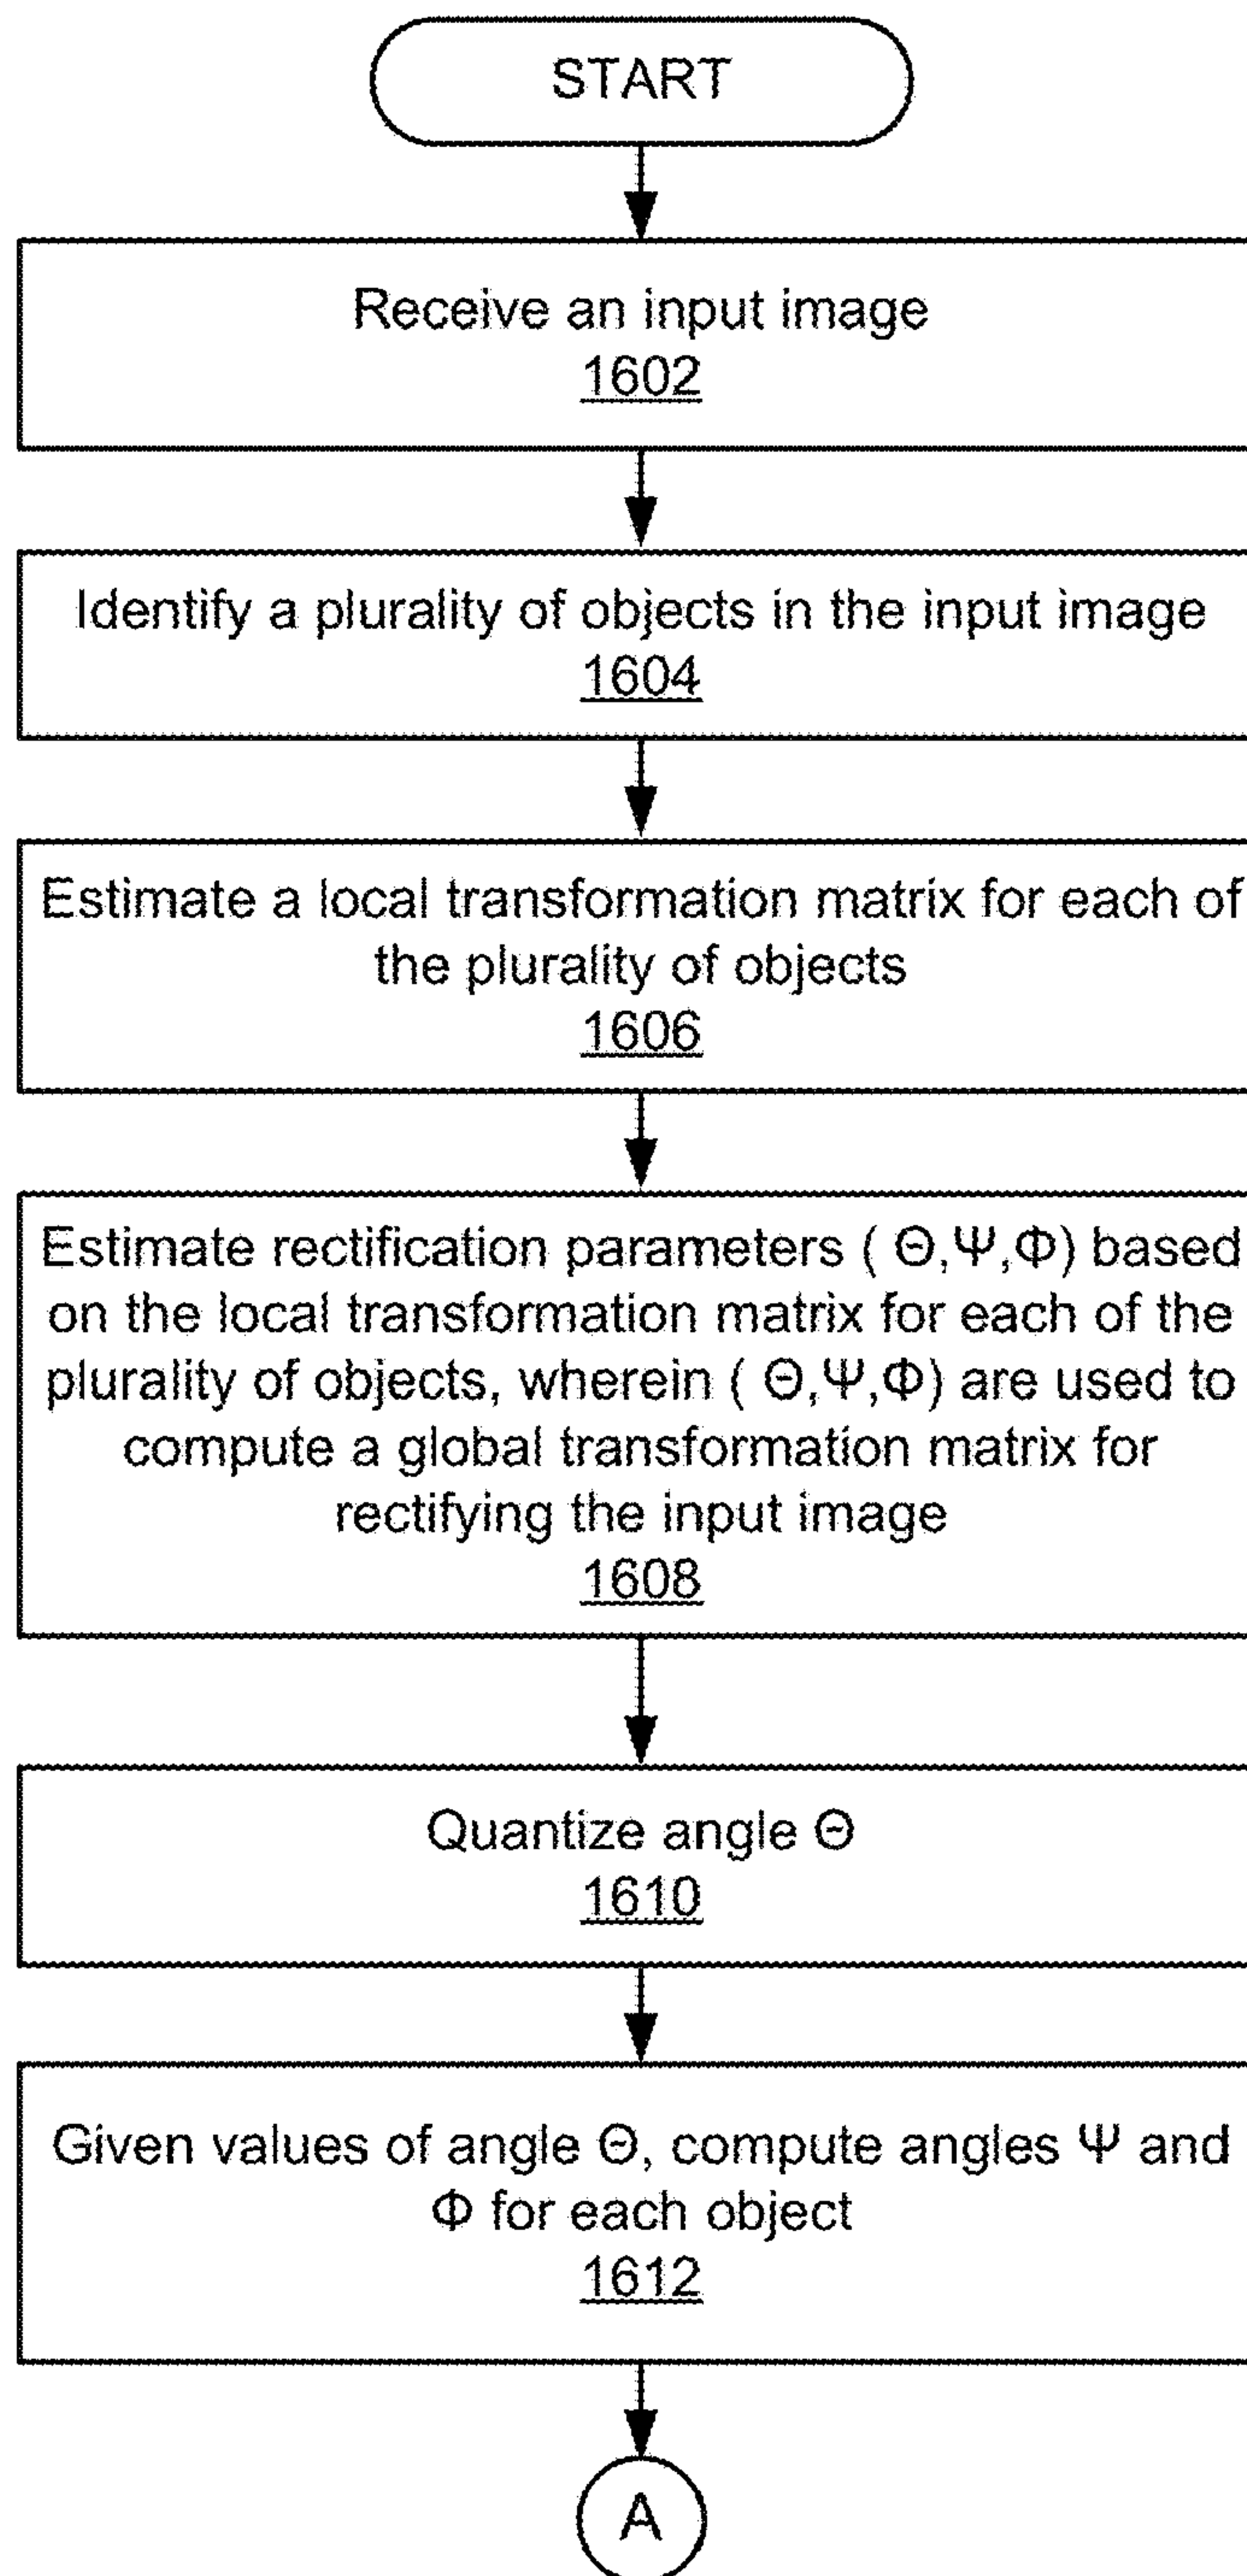 START
Receive an input image
1602
Identify a plurality of objects in the input image
1604
Estimate a local transformation matrix for each of
the plurality of objects
1606
Estimate rectification parameters ( Θ,Ψ,Φ) based
on the local transformation matrix for each of the
plurality of objects, wherein ( Θ,Ψ,Φ) are used to
compute a global transformation matrix for
rectifying the input image
1608
Quantize angle Θ
1610
Given values of angle Θ, compute angles Ψ and
Φ for each object
1612
A